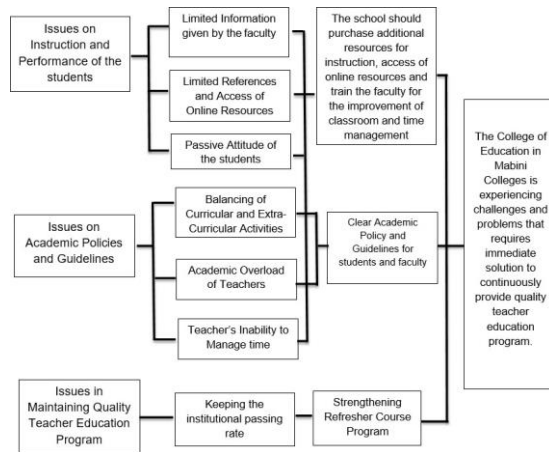 Issues on
Instruction and
Performance of the
students
Limited Information
given by the faculty
Limited References
and Access of
Online Resources
Passive Attitude of
the students
The school should
purchase additional
resources for
instruction, access of
online resources and
train the faculty for
the improvement of
classroom and time
management
Issues on
Academic Policies
and Guidelines
Balancing of
Curricular and Extra-
Curricular Activities
Academic Overload
of Teachers
Teacher's Inability to
Manage time
Clear Academic
Policy and
Guidelines for
students and faculty
Issues in
Maintaining Quality
Teacher Education
Program
Keeping the
institutional passing
rate
Strengthening
Refresher Course
Program
The College of
Education in
Mabini
Colleges is
experiencing
challenges and
problems that
requires
immediate
solution to
continuously
provide quality
teacher
education
program.